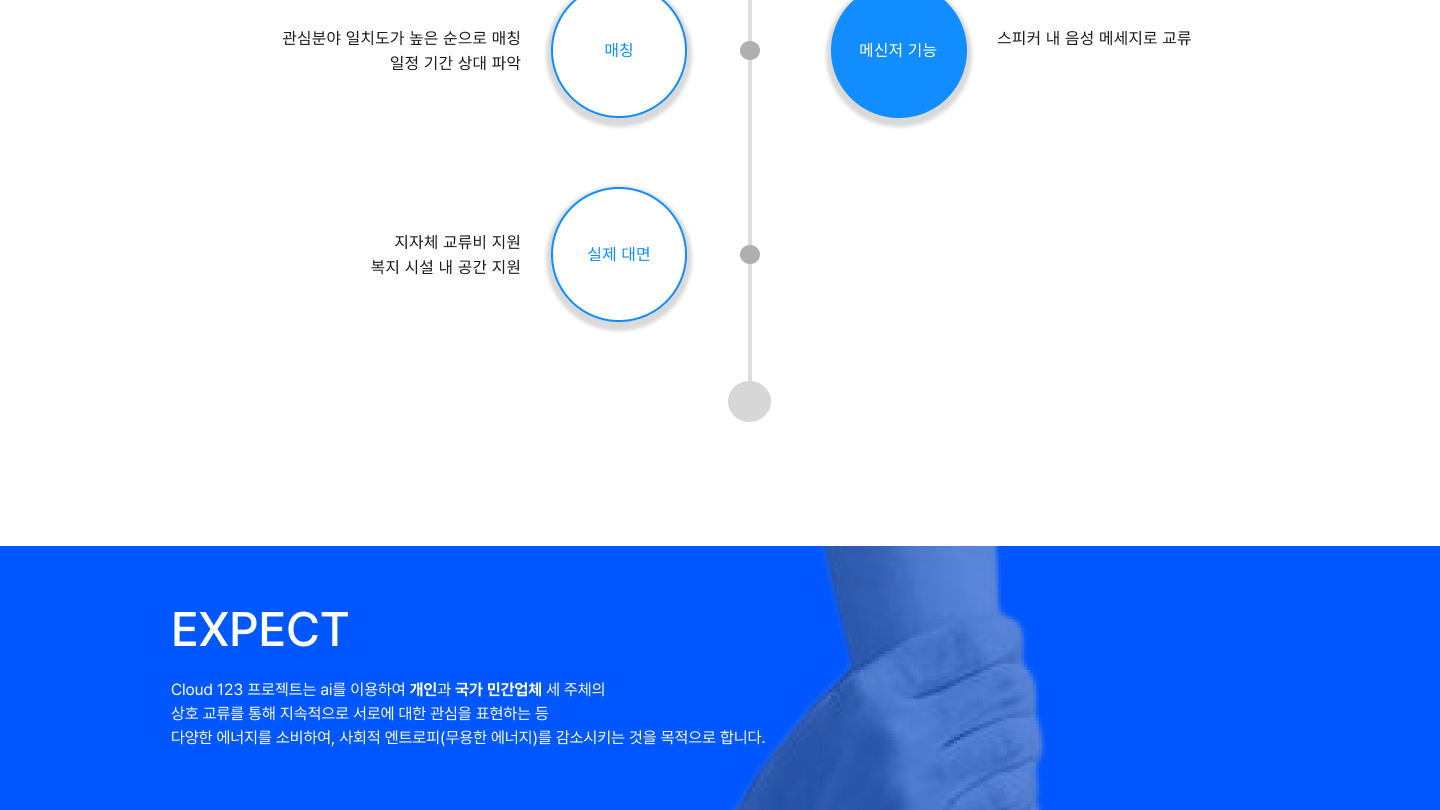 관심분야 일치도가 높은 순으로 매칭
일정 기간 상대 파악
매칭
메신저 기능
스피커 내 음성 메세지로 교류
지자체 교류비 지원
복지 시설 내 공간 지원
실제 대면
EXPECT
Cloud 123 프로젝트는 ai를 이용하여 개인과 국가 민간업체 세 주체의
상호 교류를 통해 지속적으로 서로에 대한 관심을 표현하는 등
다양한 에너지를 소비하여, 사회적 엔트로피(무용한 에너지)를 감소시키는 것을 목적으로 합니다.